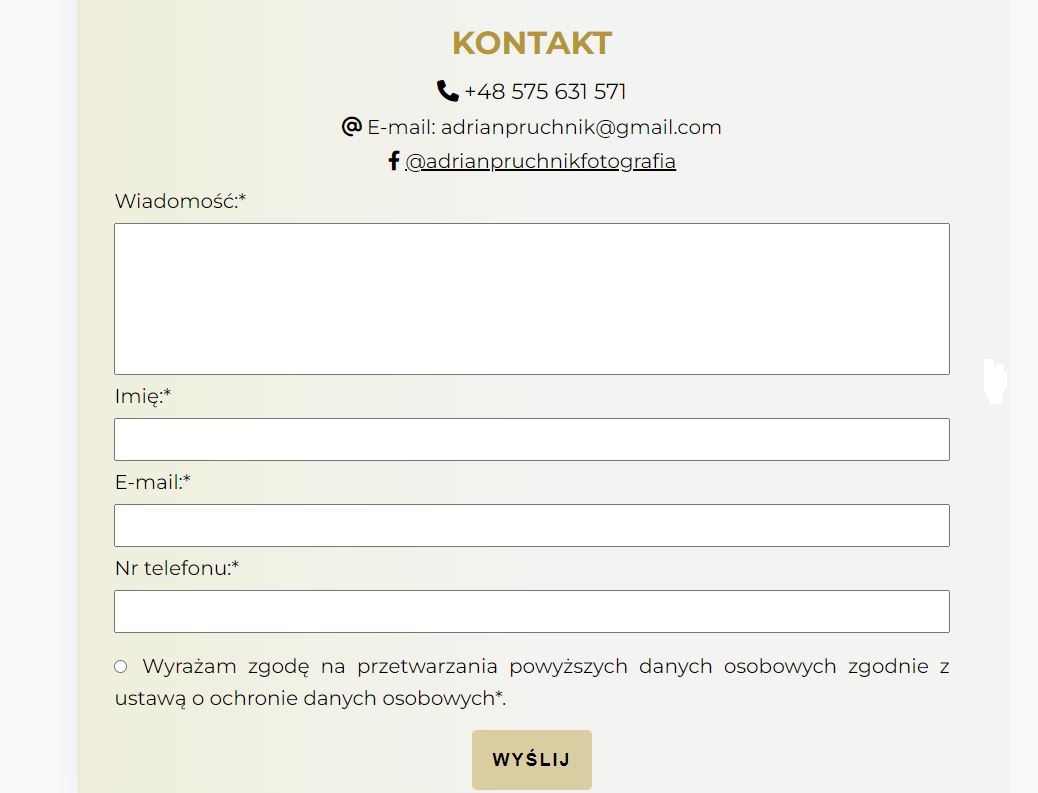 KONTAKT
+48 575 631 571
@ E-mail: adrianpruchnik@gmail.com
f @adrianpruchnikfotografia
Wiadomość:*
Imię:*
E-mail:*
Nr telefonu:*
Wyrażam zgodę na przetwarzania powyższych danych osobowych zgodnie z
ustawą o ochronie danych osobowych*.
WYŚLIJ